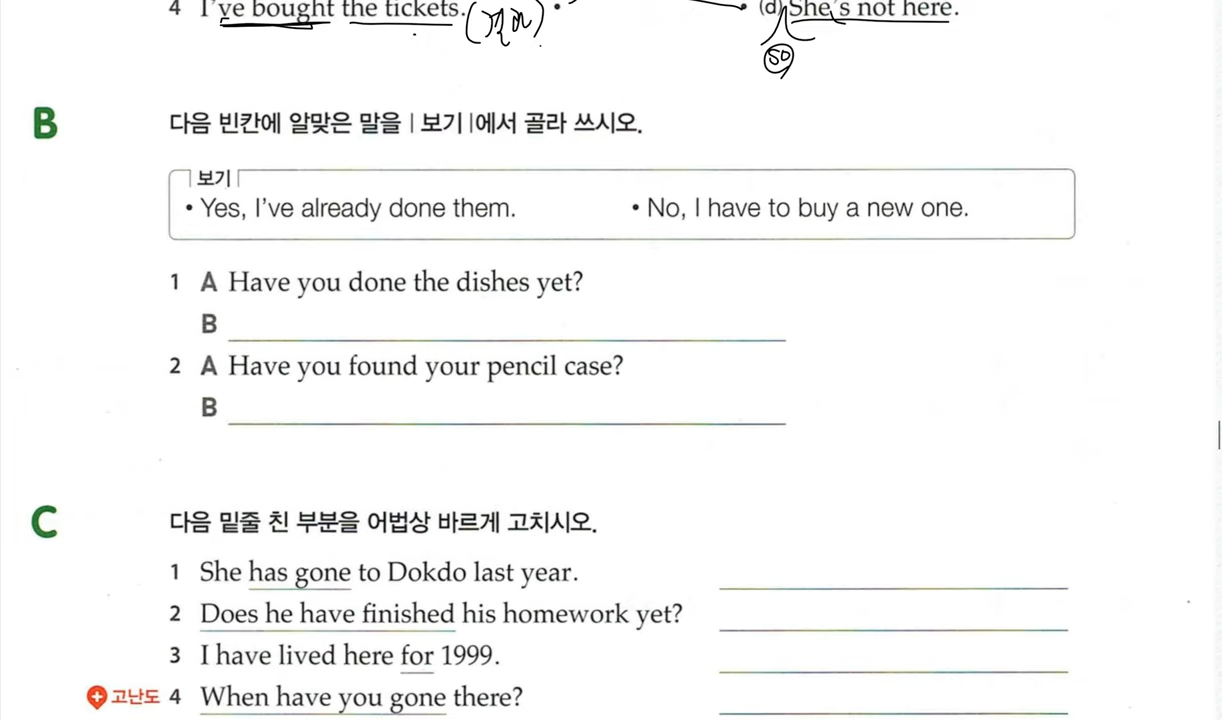 4 I've bought the tickets. (결과) • • (d) She's not here.
so
B 다음 빈칸에 알맞은 말을 | 보기 |에서 골라 쓰시오.
보기
• Yes, I've already done them. • No, I have to buy a new one.
1 A Have you done the dishes yet?
B
2 A Have you found your pencil case?
B
C 다음 밑줄 친 부분을 어법상 바르게 고치시오.
1 She has gone to Dokdo last year.
2 Does he have finished his homework yet?
3 I have lived here for 1999.
고난도 4 When have you gone there?